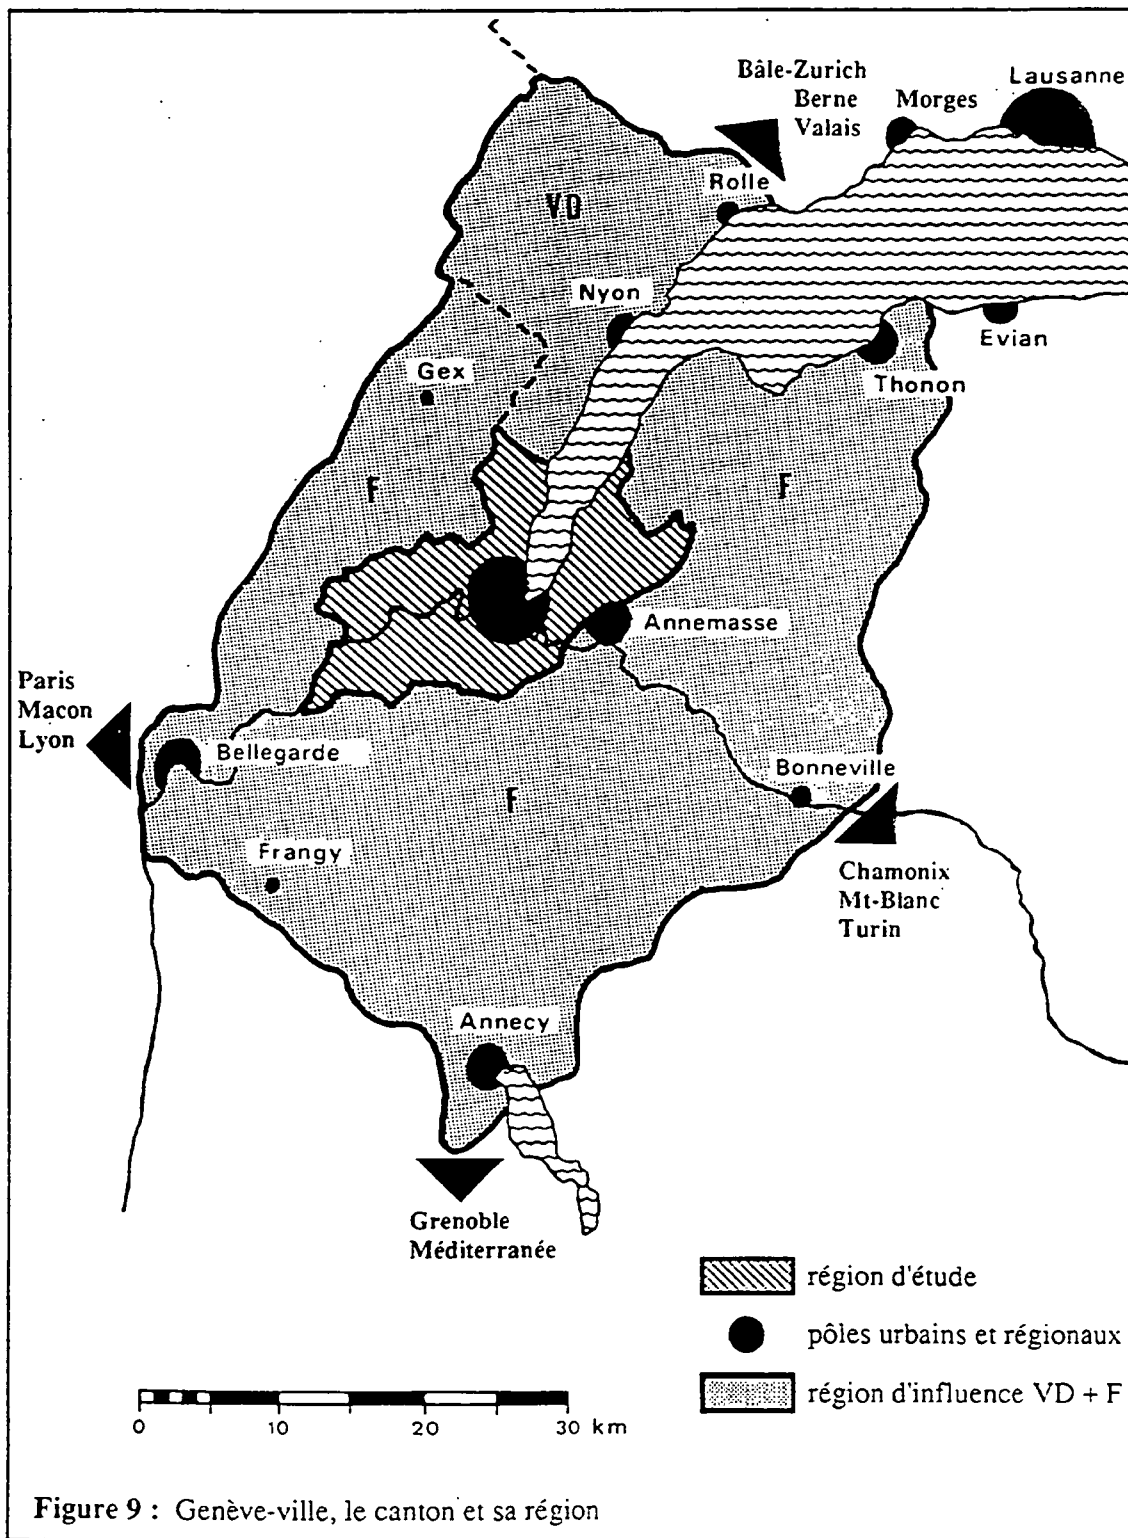 Bâle-Zurich
Berne
Valais
Morges
Lausanne
Rolle
VD
Nyon
Evian
Gex
Thonon
F
F
Annemasse
Paris
Macon
Lyon
Bellegarde
Bonneville
F
Frangy
Chamonix
Mt-Blanc
Turin
Annecy
Grenoble
Méditerranée
région d'étude
pôles urbains et régionaux
région d'influence VD + F
0 10 20 30 km
Figure 9 : Genève-ville, le canton et sa région